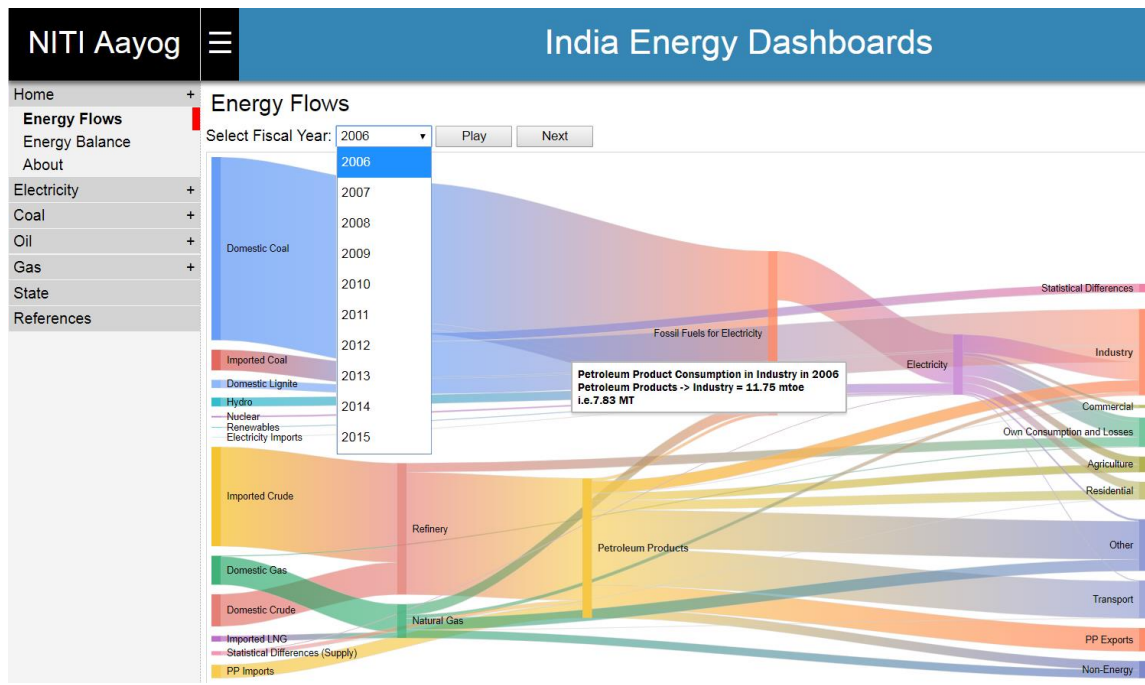 NITI Aayog
India Energy Dashboards
Home +
Energy Flows
Energy Balance
About
Electricity +
Coal +
Oil +
Gas +
State
References
Energy Flows
Select Fiscal Year: 2006 Play Next
2006
2007
2008
2009
2010
2011
2012
2013
2014
2015
Domestic Coal
Imported Coal
Domestic Lignite
Hydro
Nuclear
Renewables
Electricity Imports
Imported Crude
Domestic Gas
Domestic Crude
Imported LNG
Statistical Differences (Supply)
PP Imports
Refinery
Natural Gas
Petroleum Products
Fossil Fuels for Electricity
Petroleum Product Consumption in Industry in 2006
Petroleum Products -> Industry = 11.75 mtoe
i.e.7.83 MT
Electricity
Statistical Differences
Industry
Commercial
Own Consumption and Losses
Agriculture
Residential
Other
Transport
PP Exports
Non-Energy